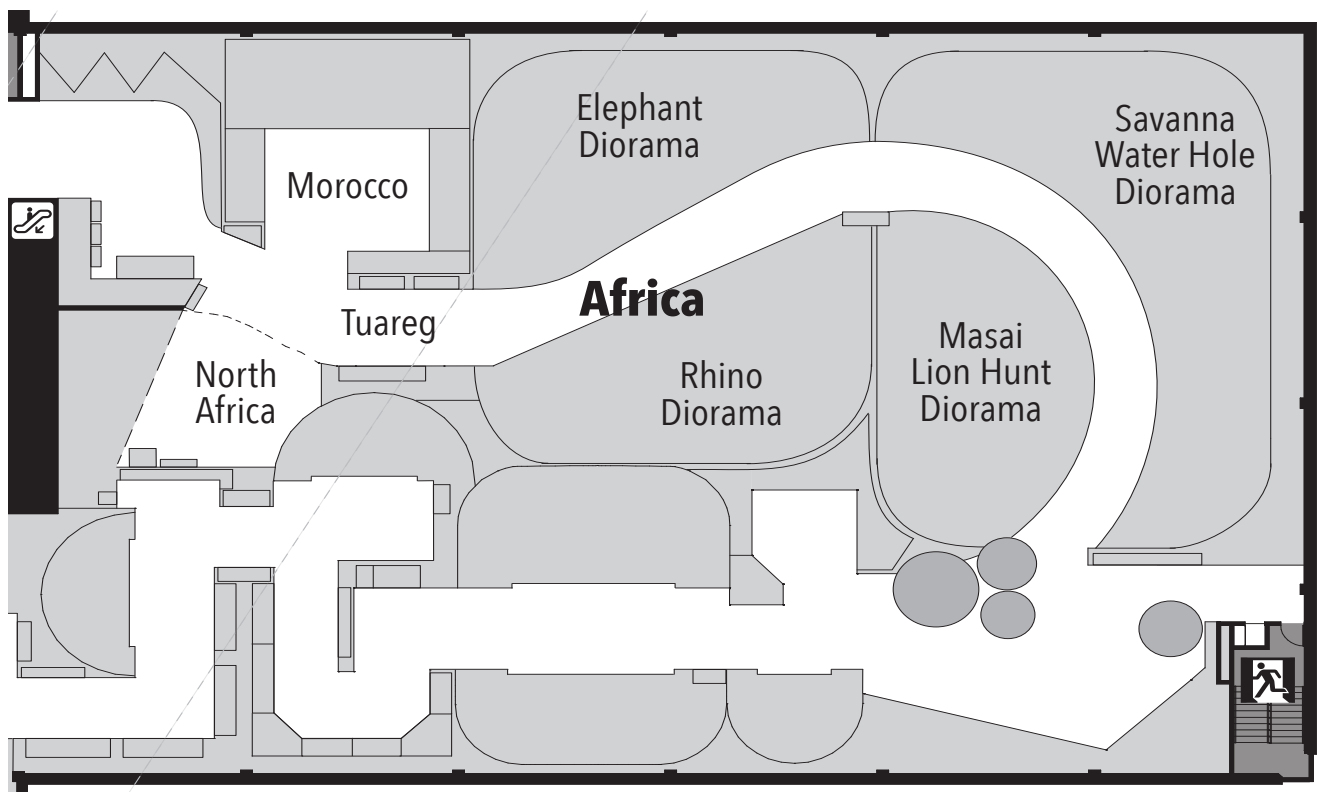 Elephant
Diorama
Savanna
Water Hole
Diorama
Morocco
Africa
Tuareg
North
Africa
Rhino
Diorama
Masai
Lion Hunt
Diorama